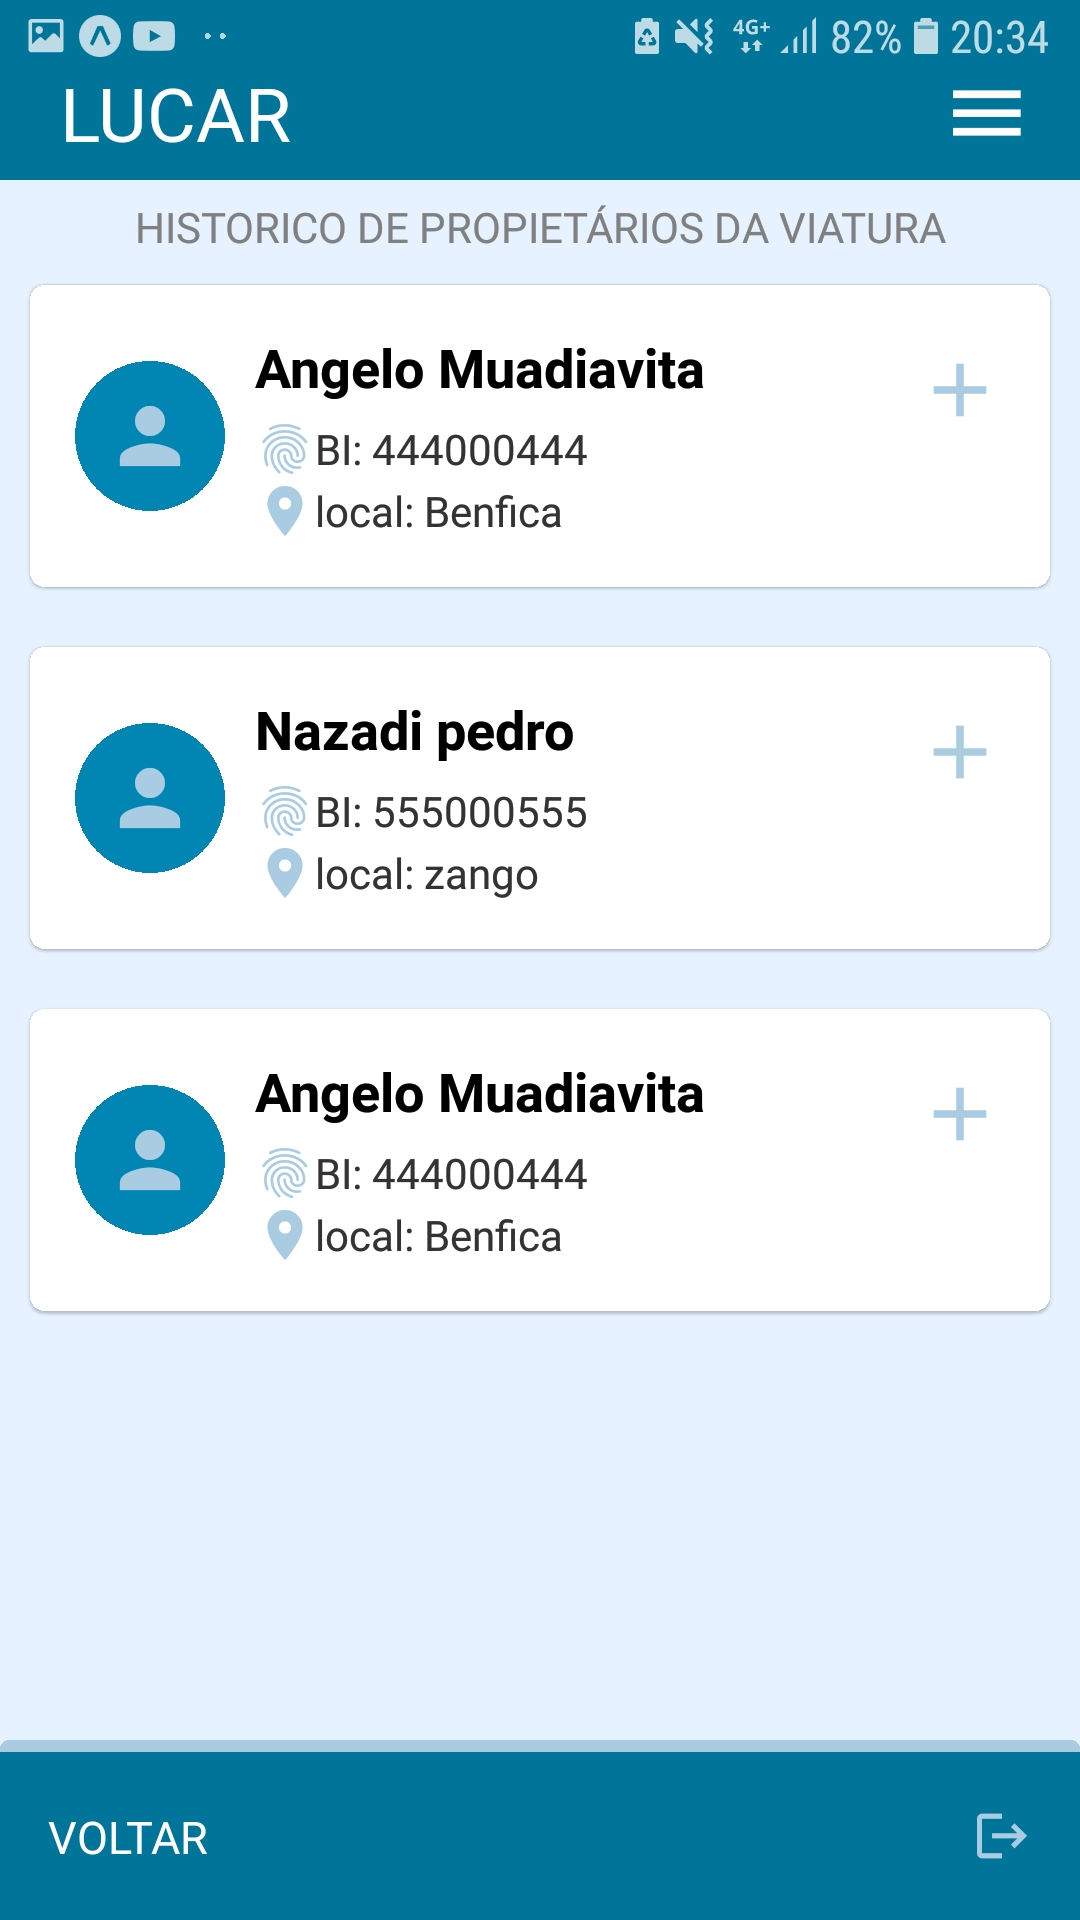 4G+ 82% 20:34
LUCAR
HISTORICO DE PROPIETÁRIOS DA VIATURA
Angelo Muadiavita
BI: 444000444
local: Benfica
Nazadi pedro
BI: 555000555
local: zango
Angelo Muadiavita
BI: 444000444
local: Benfica
VOLTAR